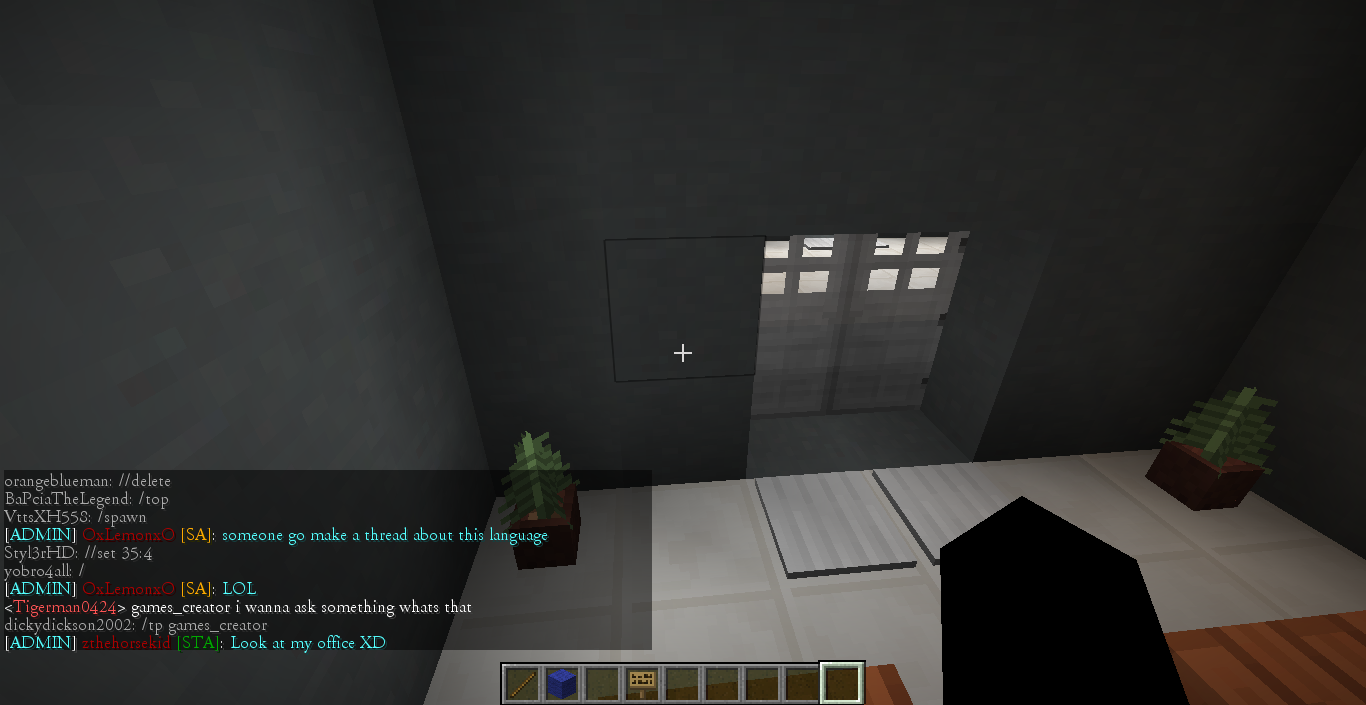 orangeblueman: //delete
BaPciaTheLegend: /top
VttsXH558: /spawn
[ADMIN] OxLemonxO [SA]: someone go make a thread about this language
Styl3rHD: //set 35:4
yobro4all: /
[ADMIN] OxLemonxO [SA]: LOL
<Tigerman0424> games_creator i wanna ask something whats that
dickydickson2002: /tp games_creator
[ADMIN] zthehorsekid [STA]: Look at my office XD